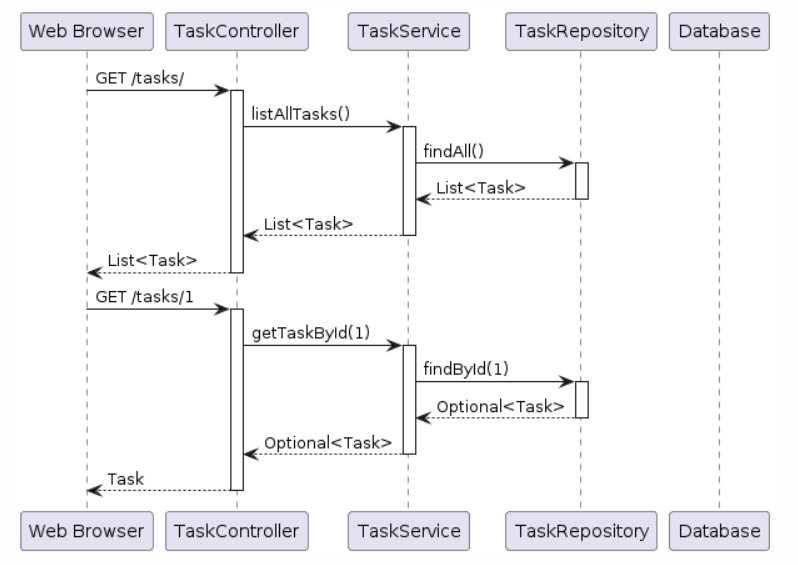 Web Browser TaskController TaskService TaskRepository Database
GET /tasks/
listAllTasks()
findAll()
List<Task>
List<Task>
List<Task>
GET /tasks/1
getTaskById(1)
findById(1)
Optional<Task>
Optional<Task>
Task
Web Browser TaskController TaskService TaskRepository Database